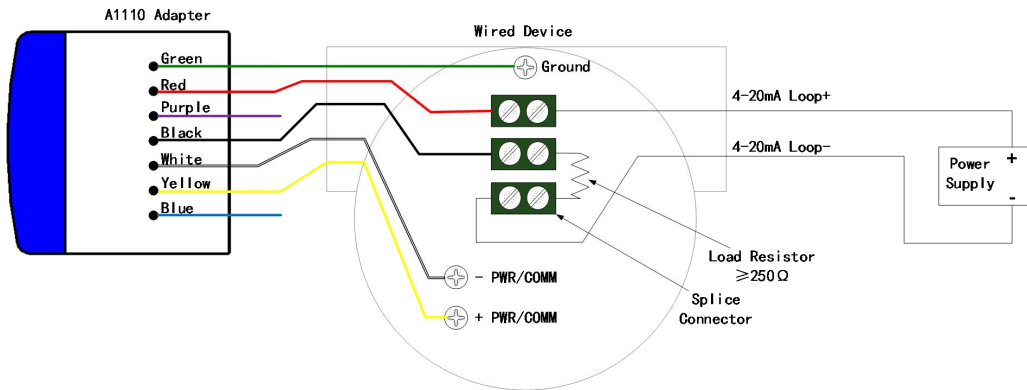 A1110 Adapter
Wired Device
Green
Ground
Red
4-20mA Loop+
Purple
Black
4-20mA Loop-
White
Power
Supply
+
-
Yellow
Blue
Load Resistor
≥250Ω
- PWR/COMM
Splice
Connector
+ PWR/COMM